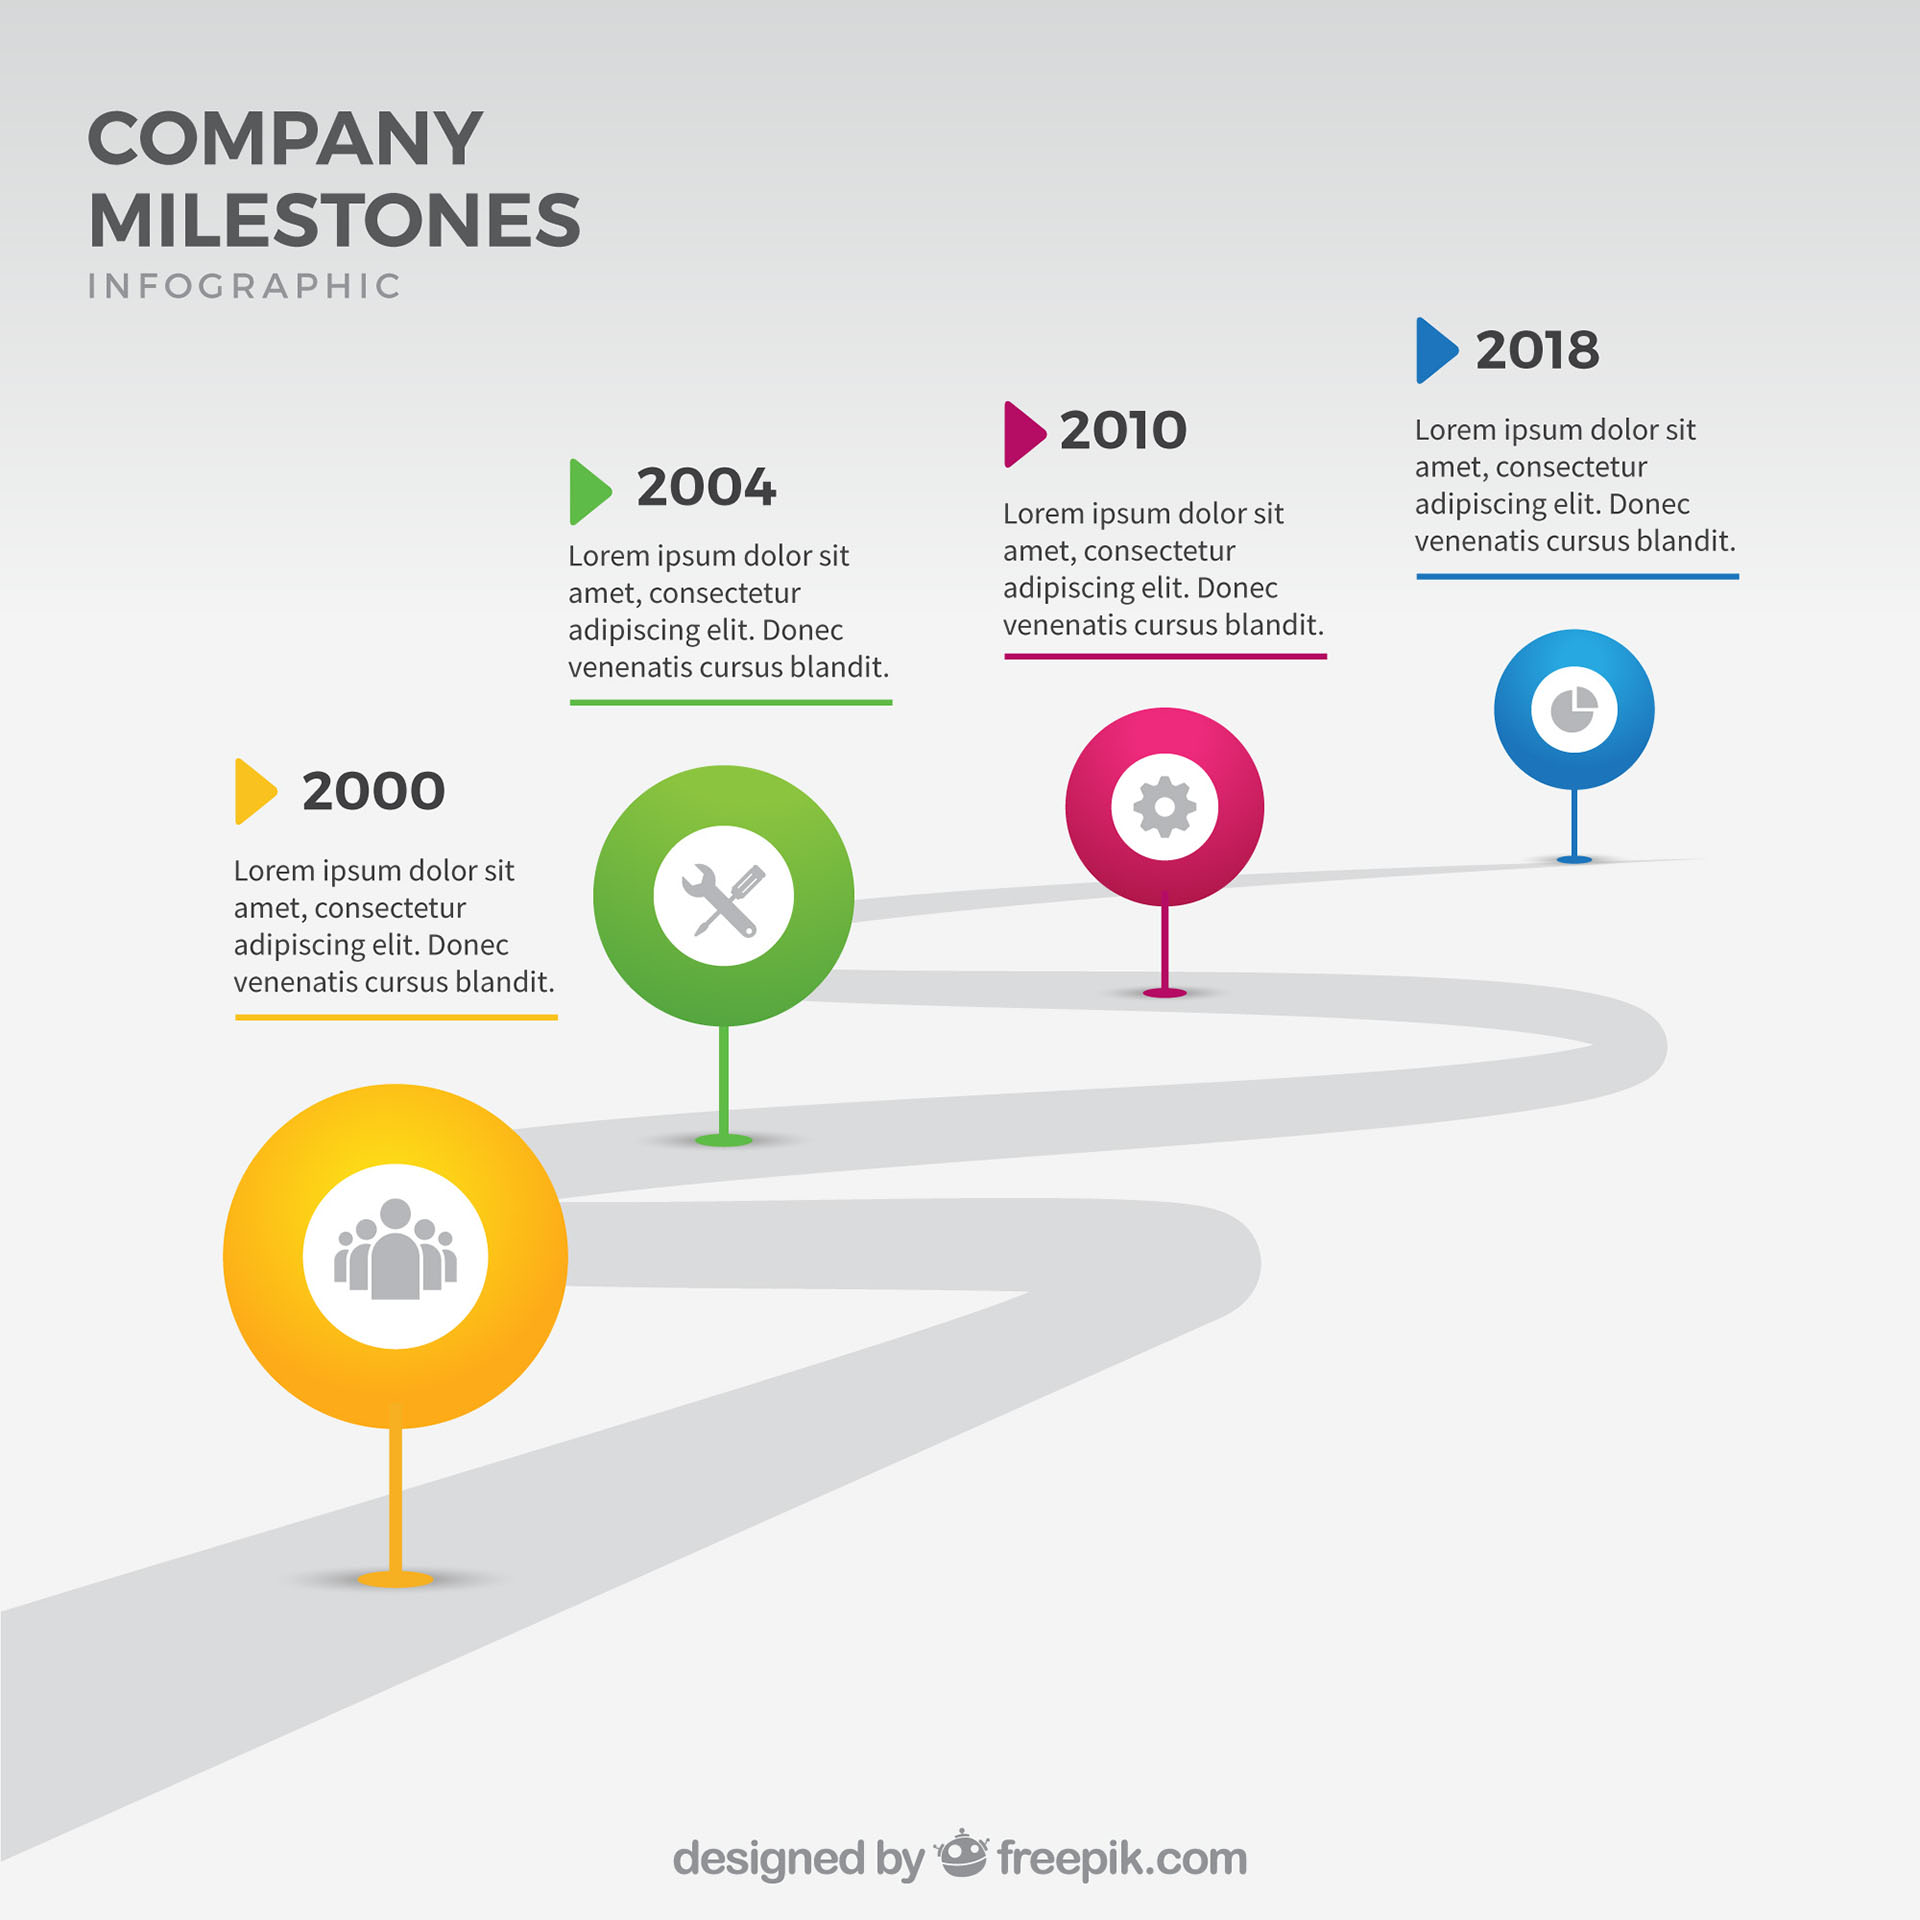 COMPANY
MILESTONES
INFOGRAPHIC
2000
Lorem ipsum dolor sit
amet, consectetur
adipiscing elit. Donec
venenatis cursus blandit.
2004
Lorem ipsum dolor sit
amet, consectetur
adipiscing elit. Donec
venenatis cursus blandit.
2010
Lorem ipsum dolor sit
amet, consectetur
adipiscing elit. Donec
venenatis cursus blandit.
2018
Lorem ipsum dolor sit
amet, consectetur
adipiscing elit. Donec
venenatis cursus blandit.
designed by freepik.com